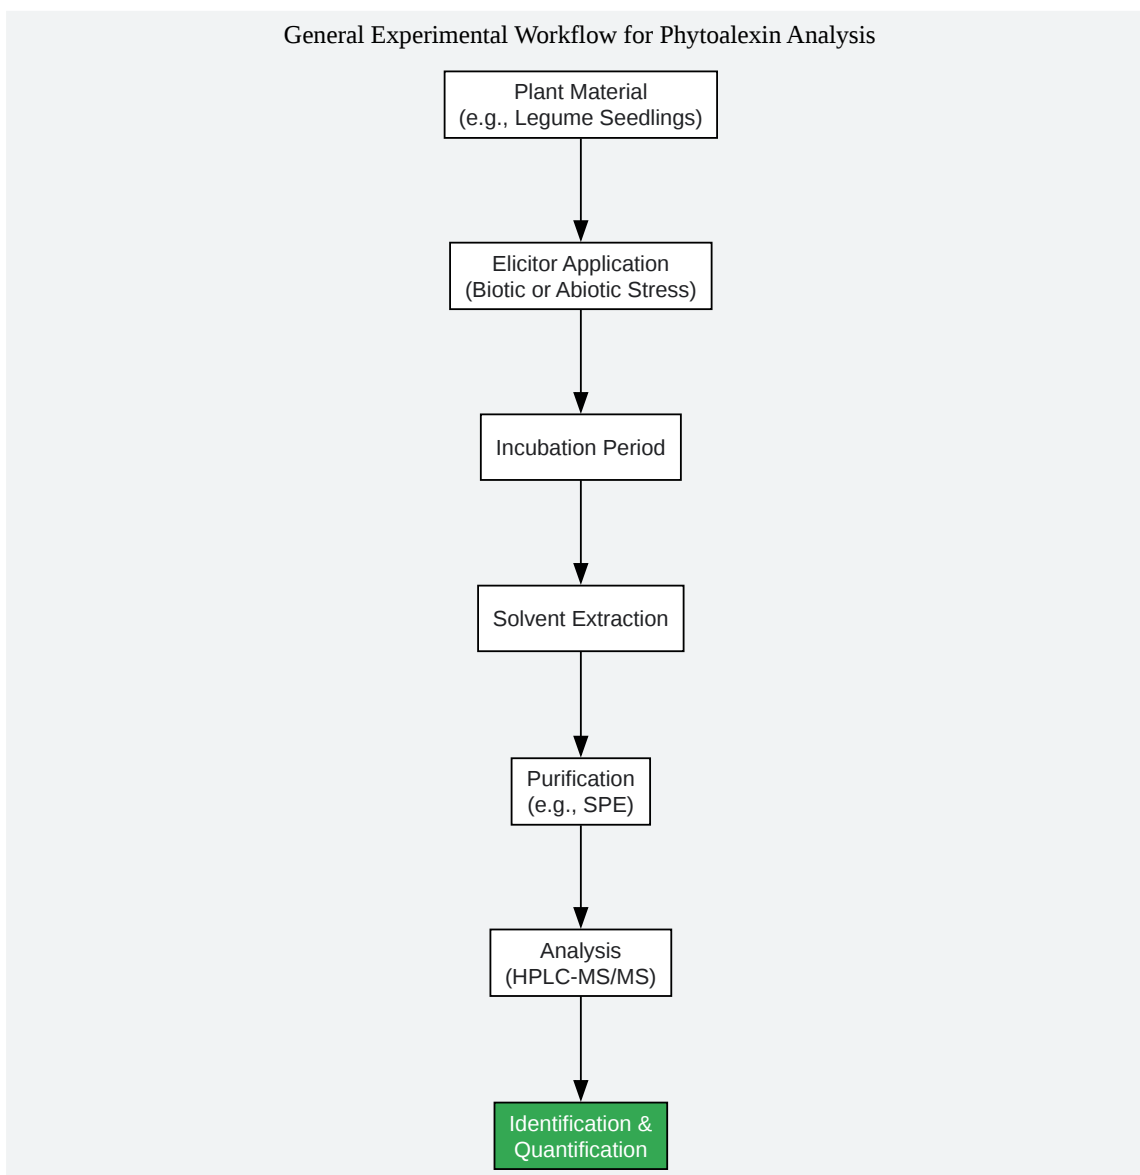 General Experimental Workflow for Phytoalexin Analysis
Plant Material
(e.g., Legume Seedlings)
Elicitor Application
(Biotic or Abiotic Stress)
Incubation Period
Solvent Extraction
Purification
(e.g., SPE)
Analysis
(HPLC-MS/MS)
Identification &
Quantification